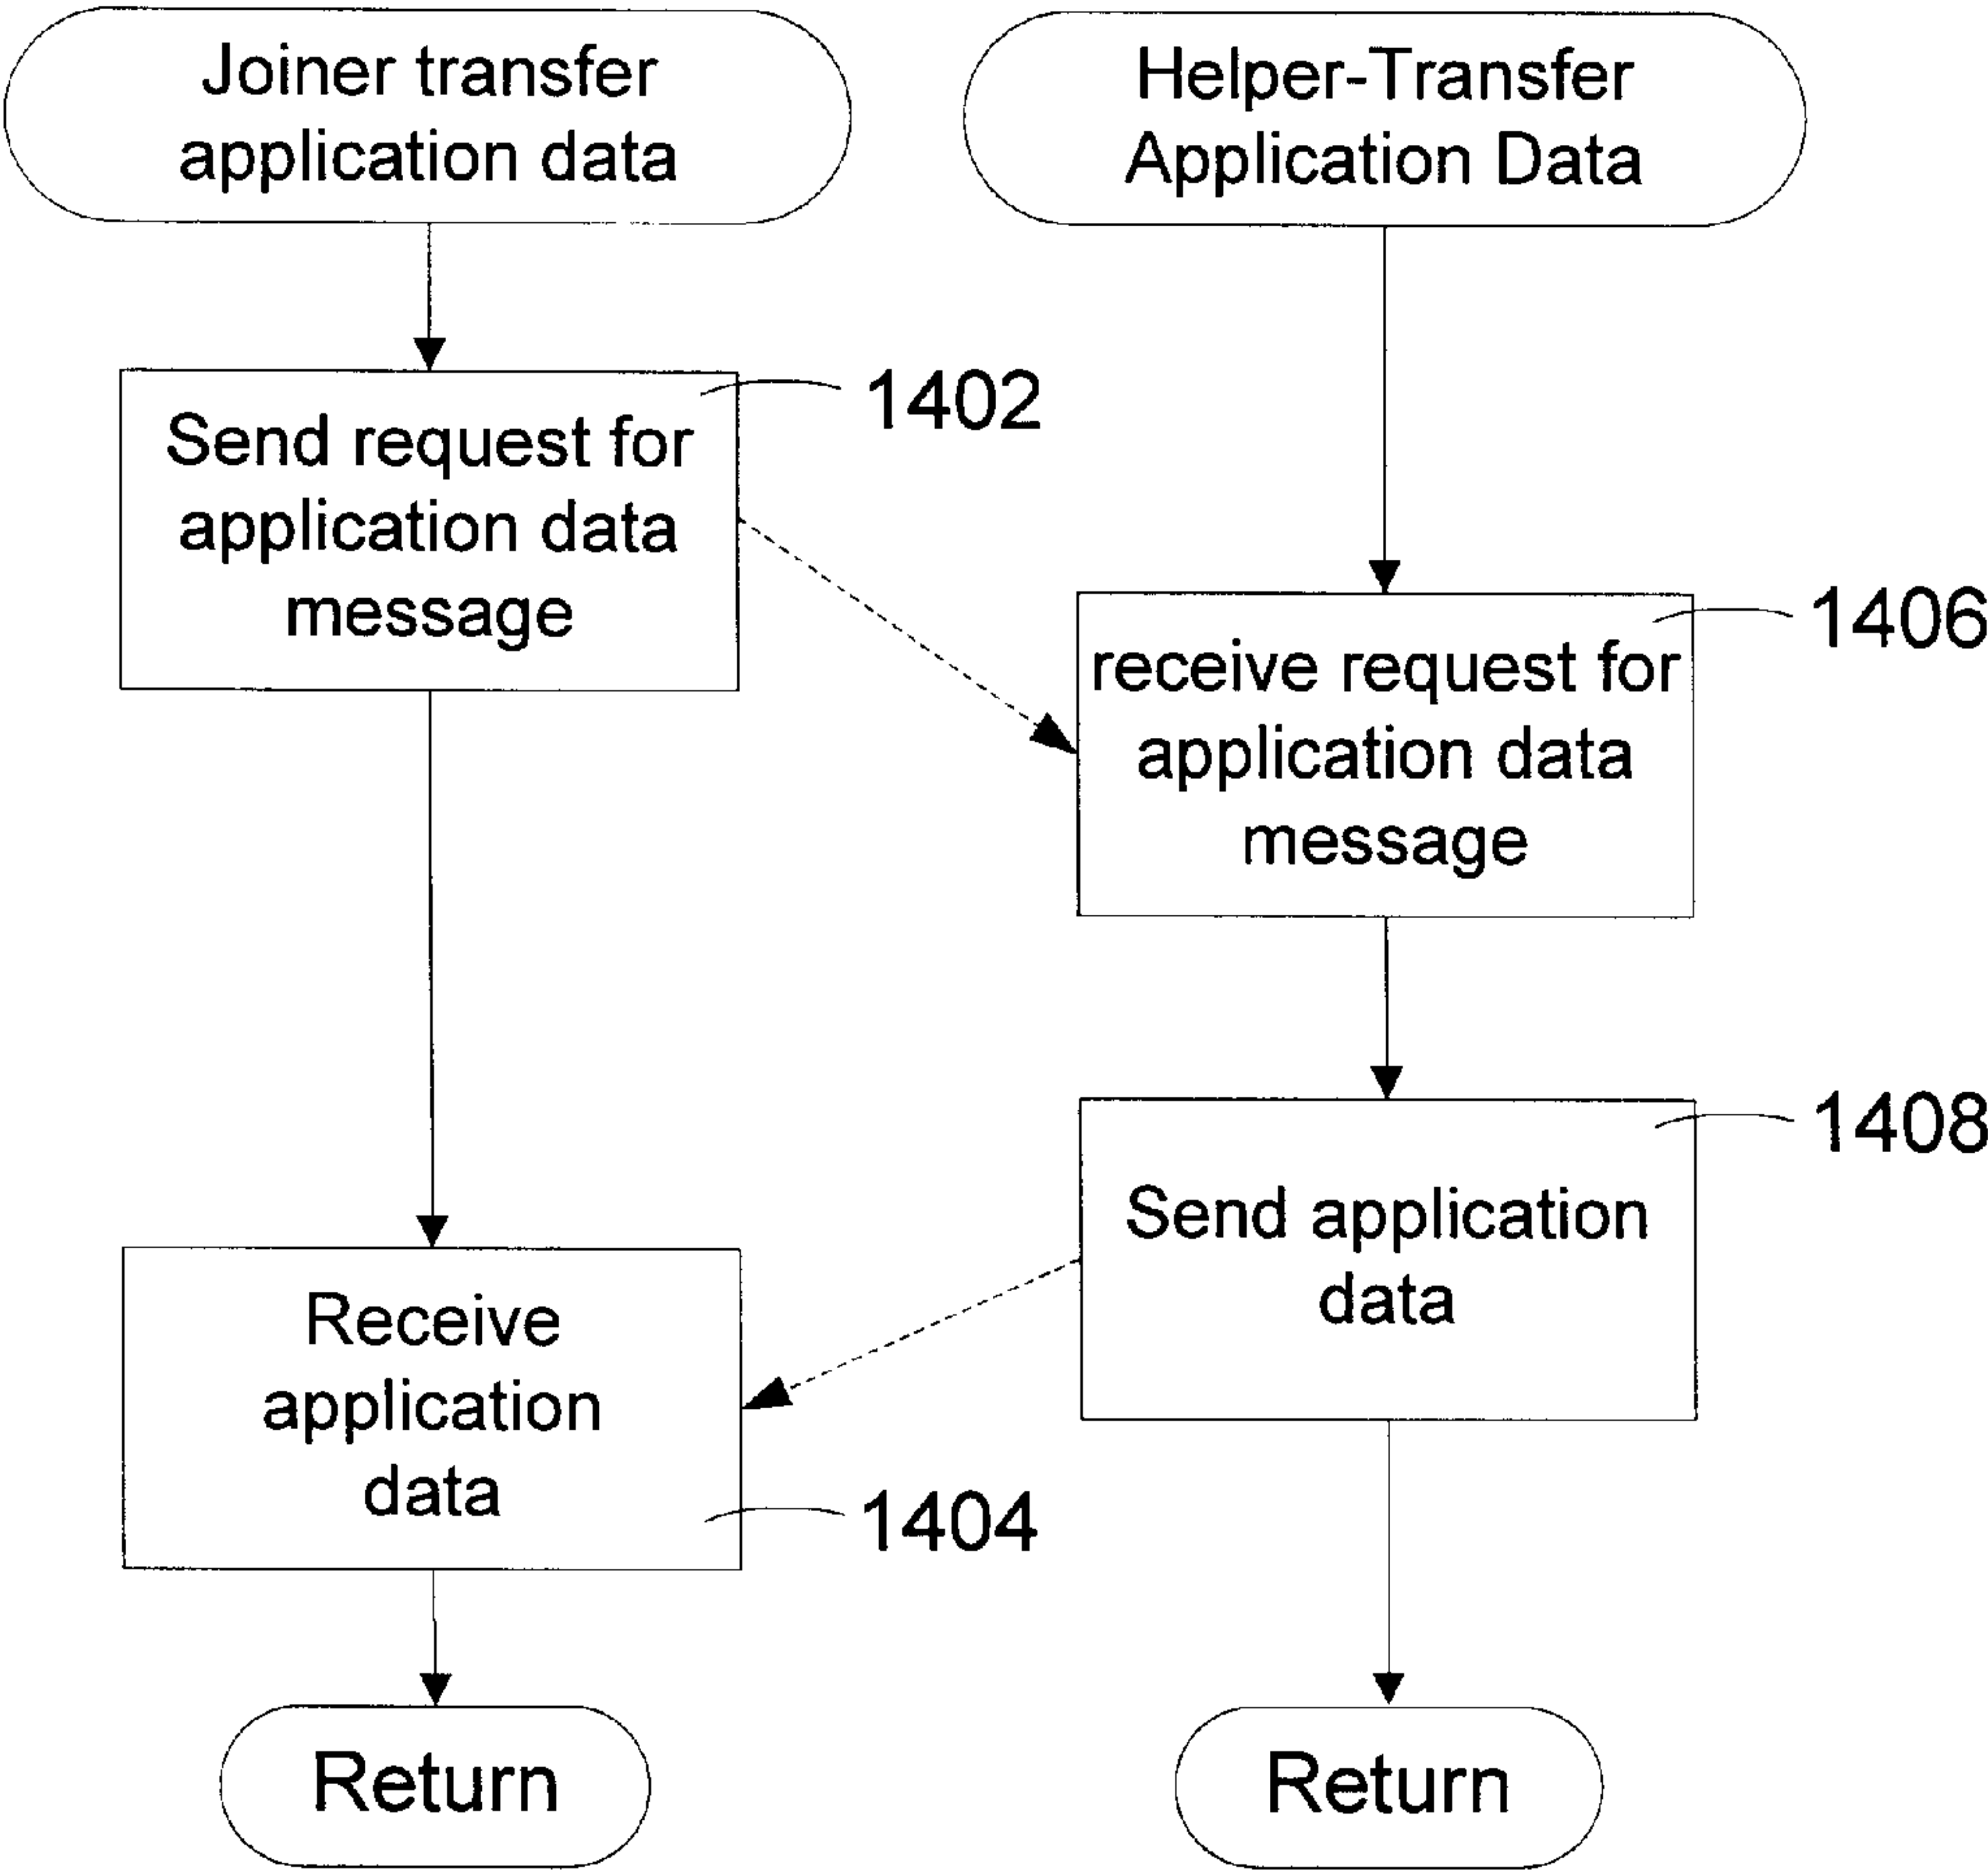 Joiner transfer
application data
Helper-Transfer
Application Data
1402
Send request for
application data
message
1406
receive request for
application data
message
1408
Send application
data
Receive
application
data
1404
Return
Return